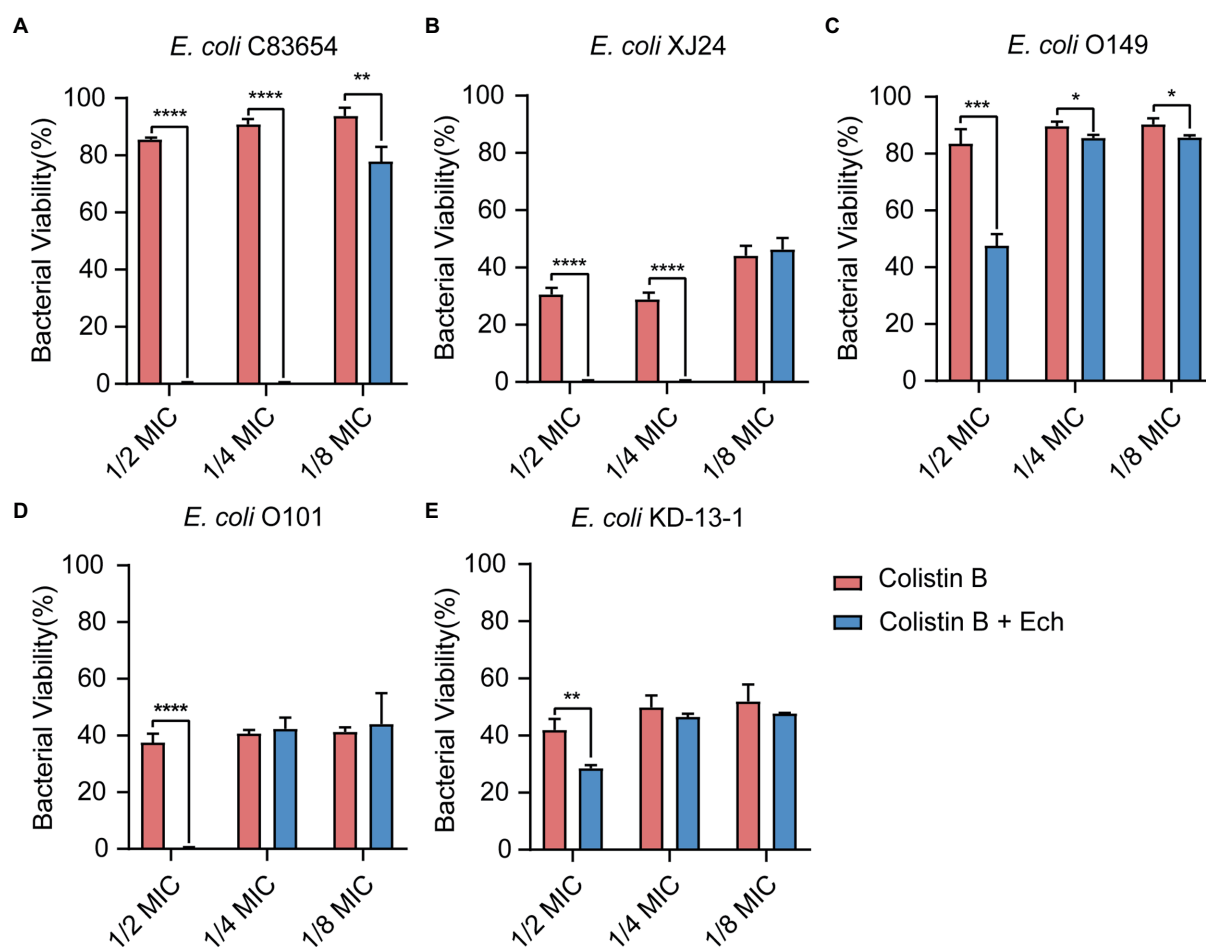 A
E. coli C83654
Bacterial Viability(%)
100
80
60
40
20
0
****
****
**
1/2 MIC
1/4 MIC
1/8 MIC
B
E. coli XJ24
Bacterial Viability(%)
100
80
60
40
20
0
****
****
1/2 MIC
1/4 MIC
1/8 MIC
C
E. coli O149
Bacterial Viability(%)
100
80
60
40
20
0
***
*
*
1/2 MIC
1/4 MIC
1/8 MIC
D
E. coli O101
Bacterial Viability(%)
100
80
60
40
20
0
****
1/2 MIC
1/4 MIC
1/8 MIC
E
E. coli KD-13-1
Bacterial Viability(%)
100
80
60
40
20
0
**
1/2 MIC
1/4 MIC
1/8 MIC
Colistin B
Colistin B + Ech